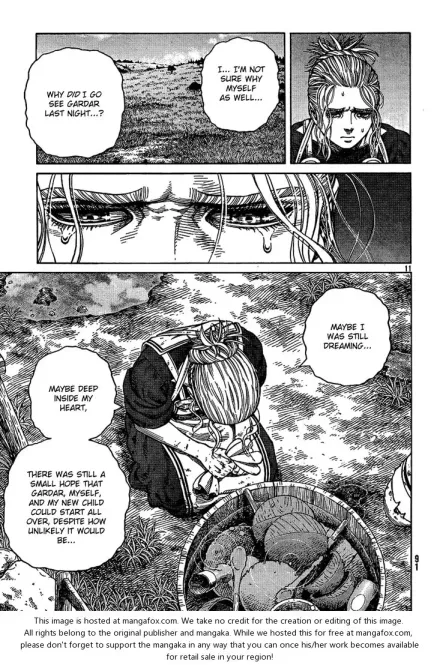 I... I'M NOT
SURE WHY
MYSELF
AS WELL...
WHY DID I GO
SEE GARDAR
LAST NIGHT...?
11
MAYBE I
WAS STILL
DREAMING...
MAYBE DEEP
INSIDE MY
HEART,
THERE WAS STILL A
SMALL HOPE THAT
GARDAR, MYSELF,
AND MY NEW CHILD
COULD START ALL
OVER, DESPITE HOW
UNLIKELY IT WOULD
BE...
91
This image is hosted at mangafox.com. We take no credit for the creation or editing of this image.
All rights belong to the original publisher and mangaka. While we hosted this for free at mangafox.com,
please don't forget to support the mangaka in any way that you can once his/her work becomes available
for retail sale in your region!